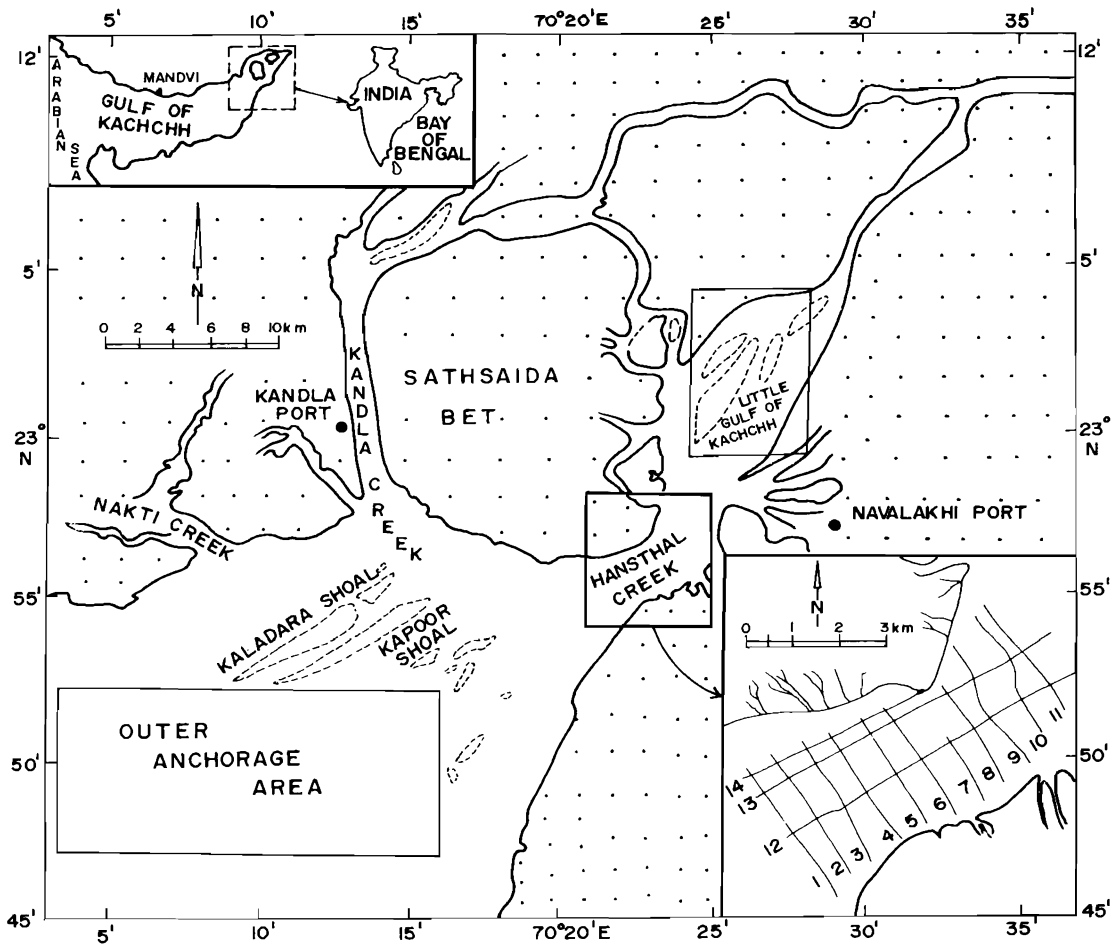 5'
10'
15'
70°20'E
26'
30'
35'
12'
12'
ARABIAN
SEA
MANDVI
GULF OF
KACHCHH
INDIA
BAY
OF
BENGAL
5'
5'
N
0 2 4 6 8 10km
KANDLA
CREEK
SATHSAIDA
BET
KANDLA
PORT
LITTLE
GULF OF
KACHCHH
23°
N
23°
N
NAKTI CREEK
NAVALAKHI PORT
HANSTHAL
CREEK
55'
55'
KALADARA SHOAL
KAPOOR
SHOAL
N
0 1 2 3 km
OUTER
ANCHORAGE
AREA
50'
50'
14
13
12
1
2
3
4
5
6
7
8
9
10
11
45'
45'
5'
10'
15'
70°20'E
25'
30'
35'